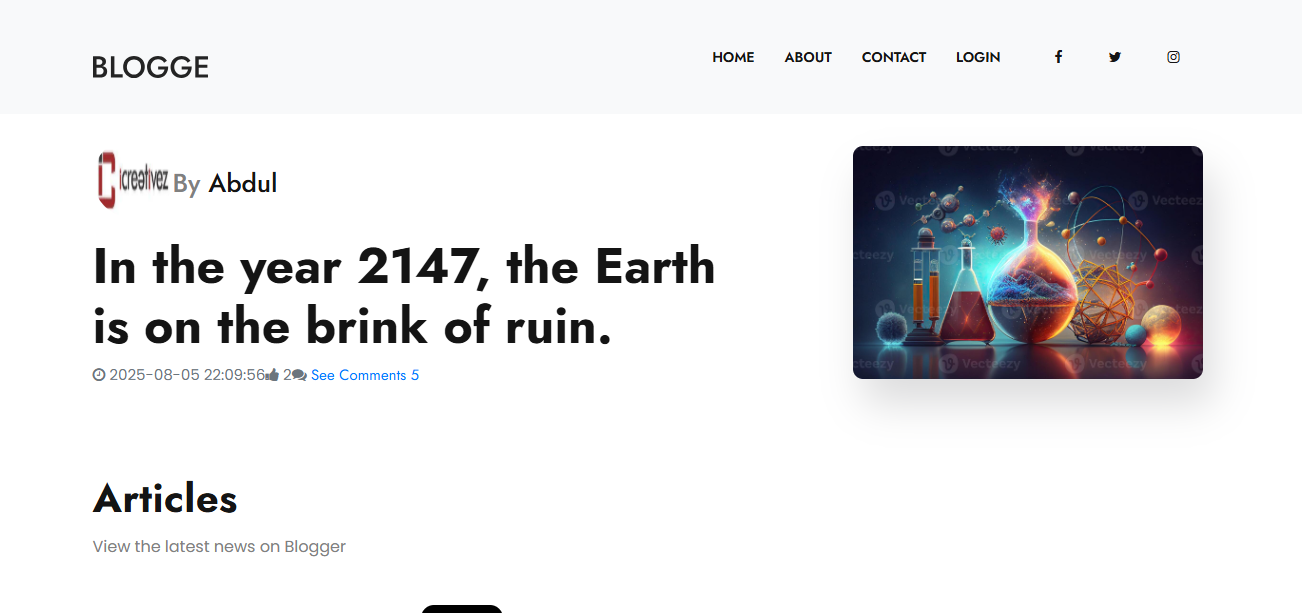 BLOGGE
HOME ABOUT CONTACT LOGIN
icreativez By Abdul
In the year 2147, the Earth
is on the brink of ruin.
2025-08-05 22:09:56 2 See Comments 5
Vecteezy
Articles
View the latest news on Blogger